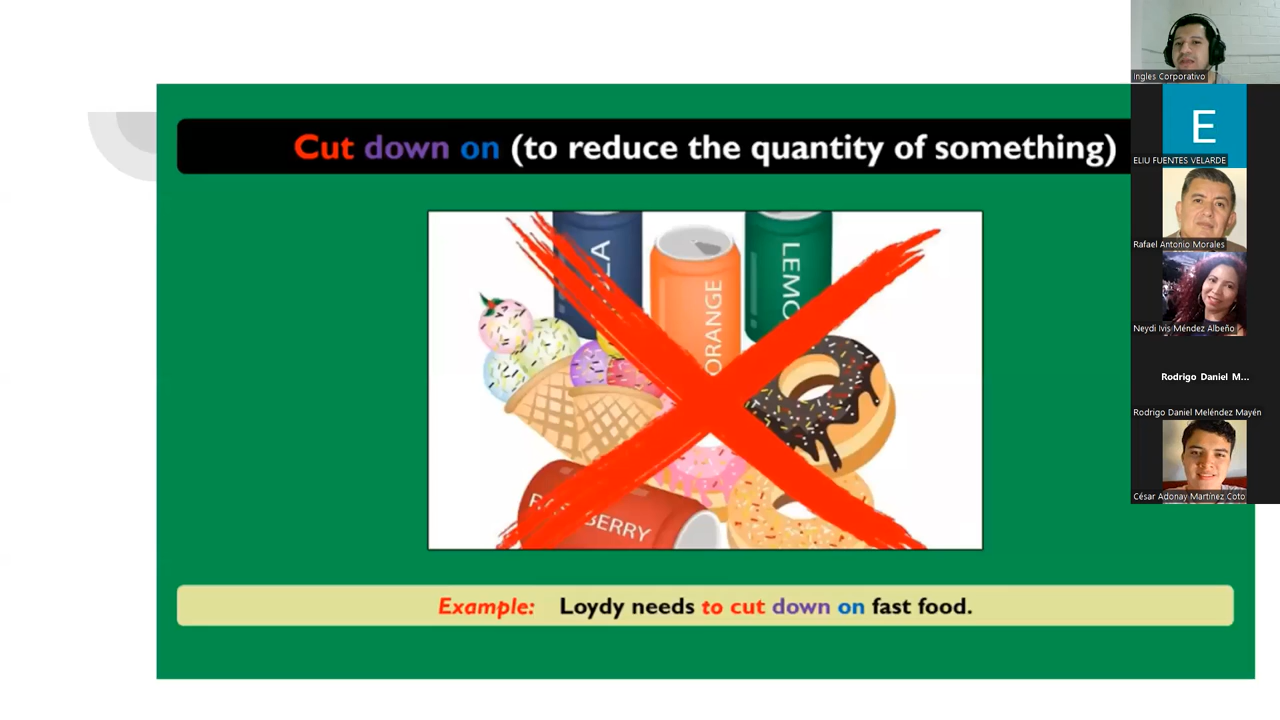 Cut down on (to reduce the quantity of something)
ORANGE
LEMO
Example: Loydy needs to cut down on fast food.
Ingles Corporativo
E
ELIU FUENTES VELARDE
Rafael Antonio Morales
Neydi Ivis Méndez Albeño
Rodrigo Daniel M...
Rodrigo Daniel Meléndez Mayén
César Adonay Martínez Coto